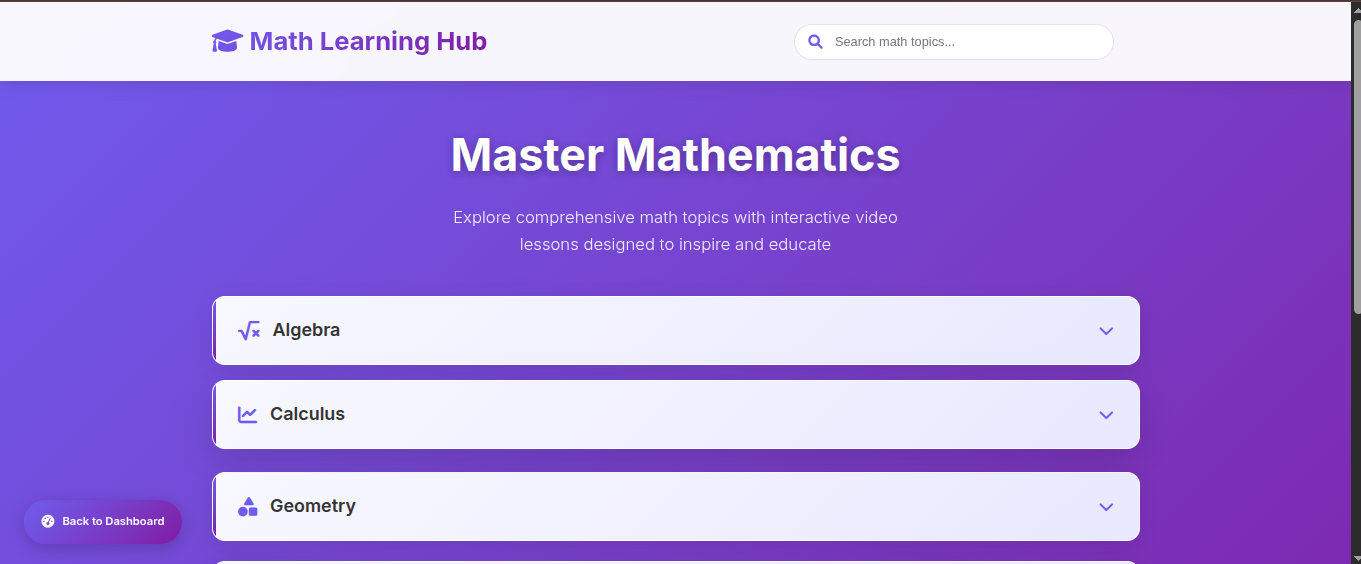 Math Learning Hub
Search math topics...
Master Mathematics
Explore comprehensive math topics with interactive video
lessons designed to inspire and educate
Algebra
Calculus
Geometry
Back to Dashboard